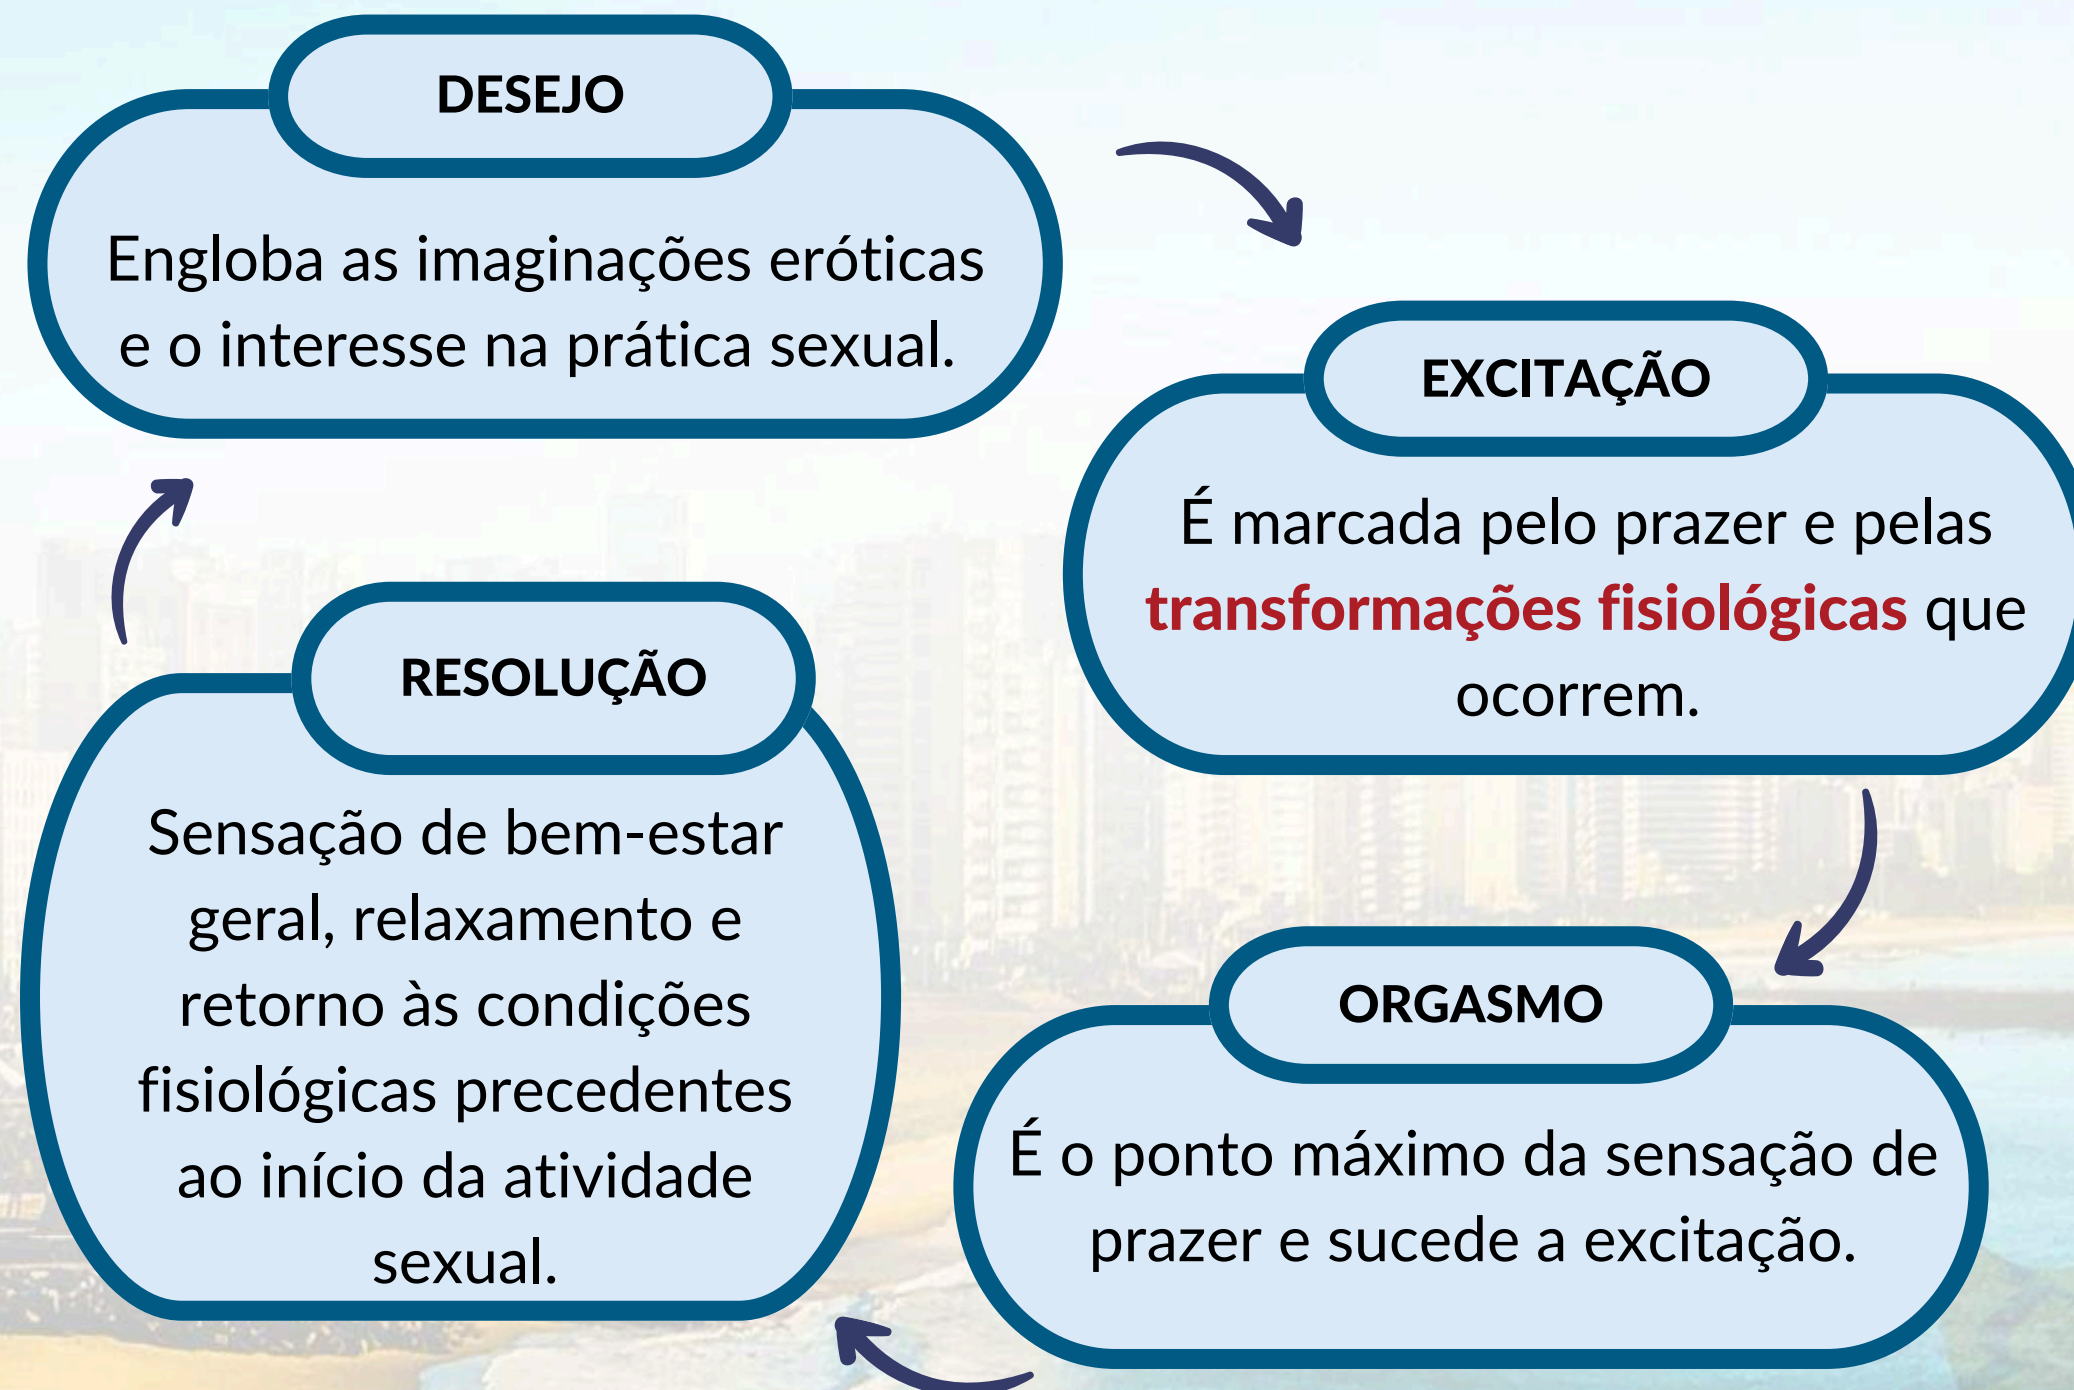 DESEJO
Engloba as imaginações eróticas
e o interesse na prática sexual.
EXCITAÇÃO
É marcada pelo prazer e pelas
transformações fisiológicas que
ocorrem.
ORGASMO
É o ponto máximo da sensação de
prazer e sucede a excitação.
RESOLUÇÃO
Sensação de bem-estar
geral, relaxamento e
retorno às condições
fisiológicas precedentes
ao início da atividade
sexual.